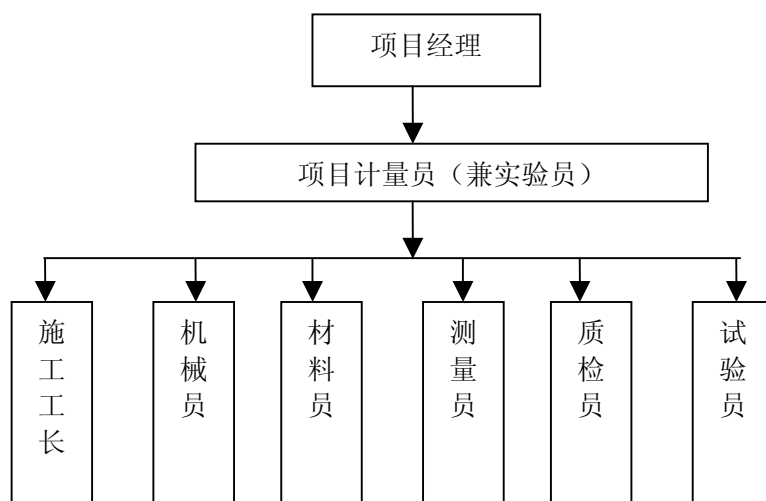 项目经理
项目计量员（兼实验员）
施工工长
机械员
材料员
测量员
质检员
试验员